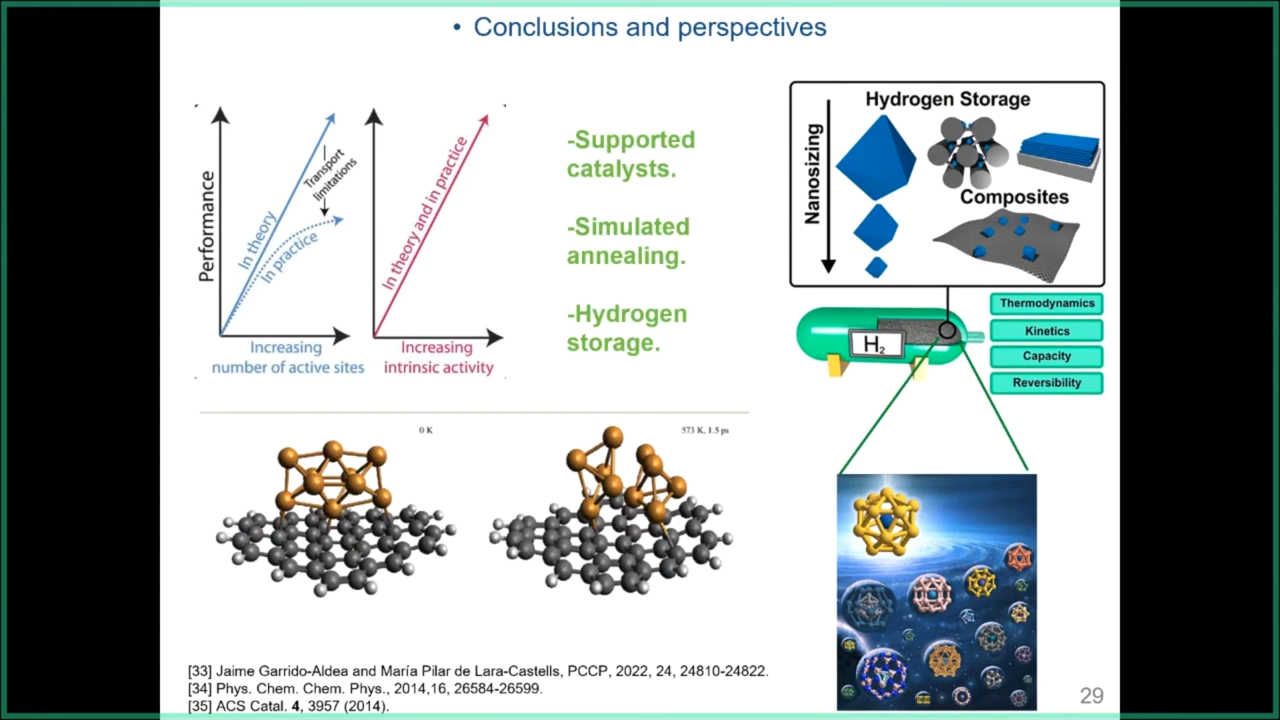 • Conclusions and perspectives
Performance
In theory
In practice
Transport
limitations
Increasing
number of active sites
In theory and in practice
Increasing
intrinsic activity
-Supported
catalysts.
-Simulated
annealing.
-Hydrogen
storage.
Hydrogen Storage
Nanosizing
Composites
H2
Thermodynamics
Kinetics
Capacity
Reversibility
0 K
573 K, 1.5 ps
[33] Jaime Garrido-Aldea and María Pilar de Lara-Castells, PCCP, 2022, 24, 24810-24822.
[34] Phys. Chem. Chem. Phys., 2014,16, 26584-26599.
[35] ACS Catal. 4, 3957 (2014).
29